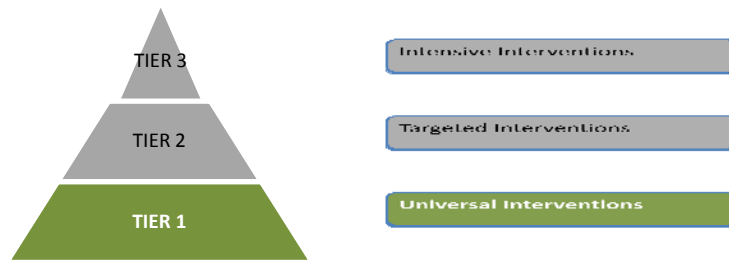 TIER 3
Intensive Interventions
TIER 2
Targeted Interventions
TIER 1
Universal Interventions